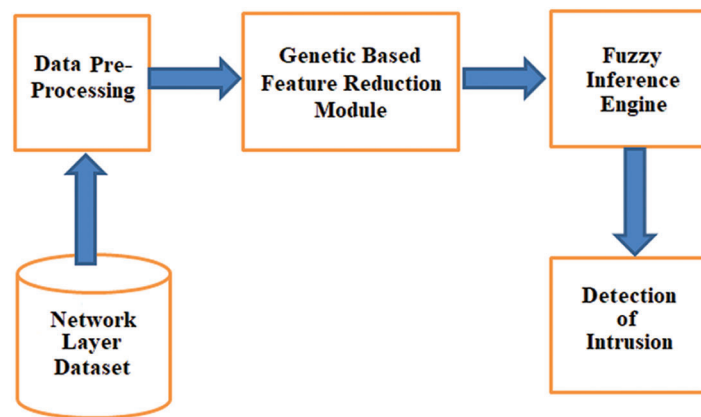 Data Pre-
Processing
Genetic Based
Feature Reduction
Module
Fuzzy
Inference
Engine
Network
Layer
Dataset
Detection
of
Intrusion